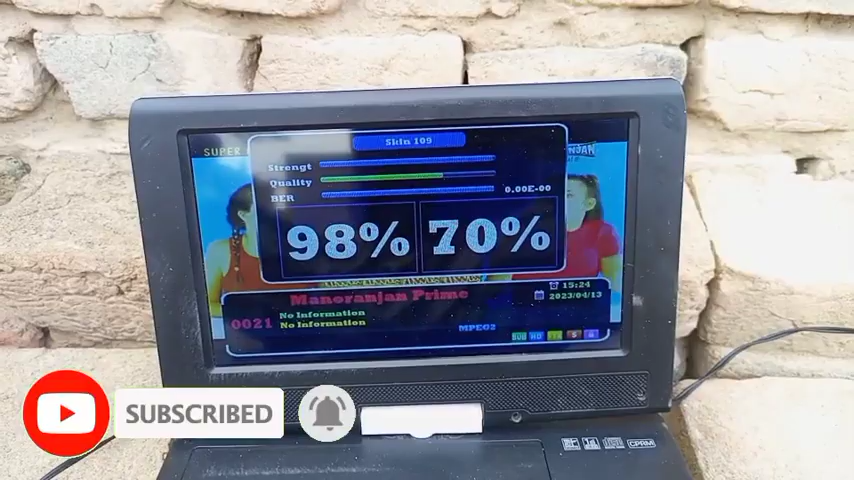 SUPER
Skin 109
NJAN
Strengt
Quality
BER
0.00E-00
98%
70%
Manoranjan Prime
15:24
2023/04/13
0021
No Information
No Information
MPEG2
SUBSCRIBED